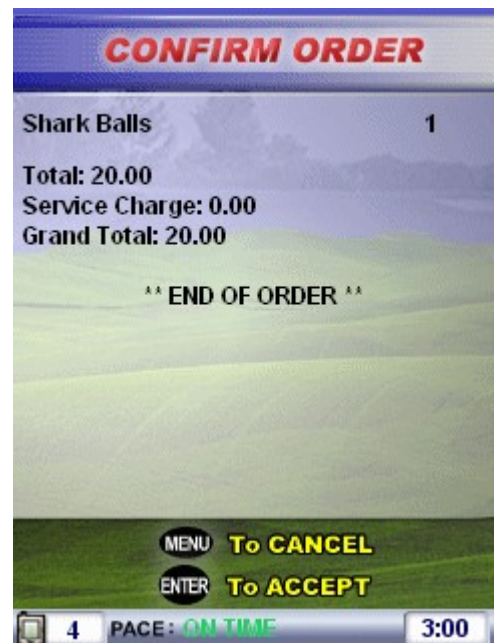 CONFIRM ORDER
Shark Balls 1
Total: 20.00
Service Charge: 0.00
Grand Total: 20.00
** END OF ORDER **
MENU To CANCEL
ENTER To ACCEPT
4 PACE: ON TIME 3:00